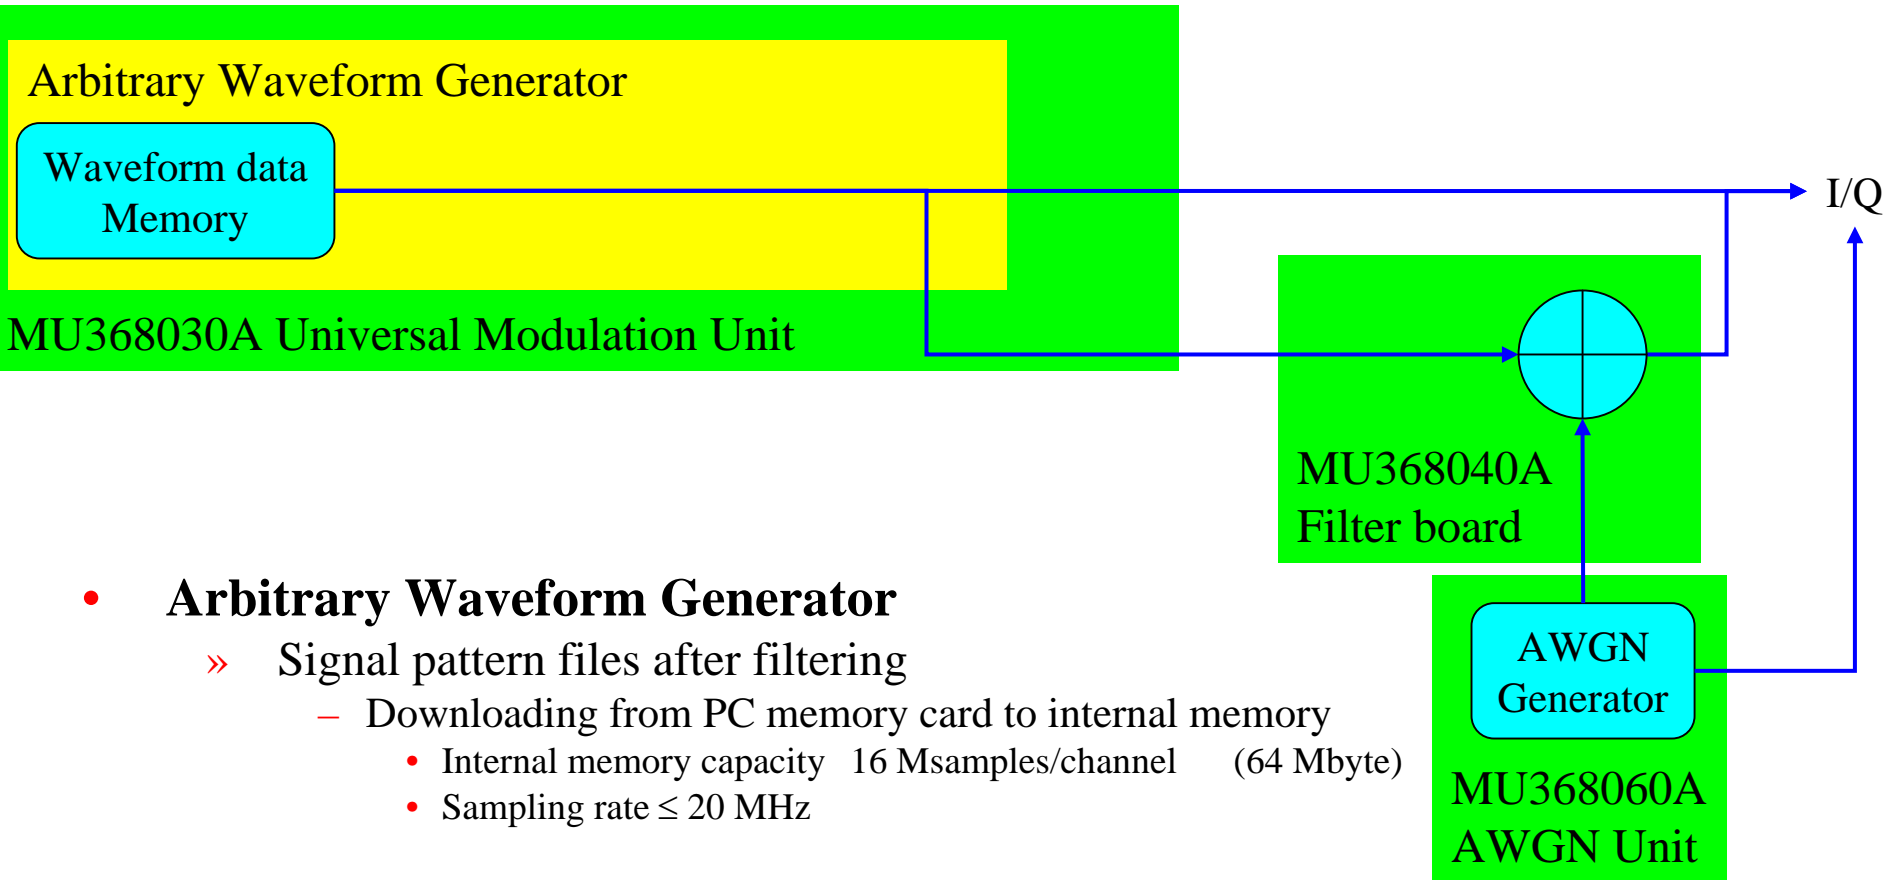 Arbitrary Waveform Generator
Waveform data
Memory
I/Q
MU368030A Universal Modulation Unit
MU368040A
Filter board
• Arbitrary Waveform Generator
» Signal pattern files after filtering
– Downloading from PC memory card to internal memory
• Internal memory capacity 16 Msamples/channel (64 Mbyte)
• Sampling rate ≤ 20 MHz
AWGN
Generator
MU368060A
AWGN Unit